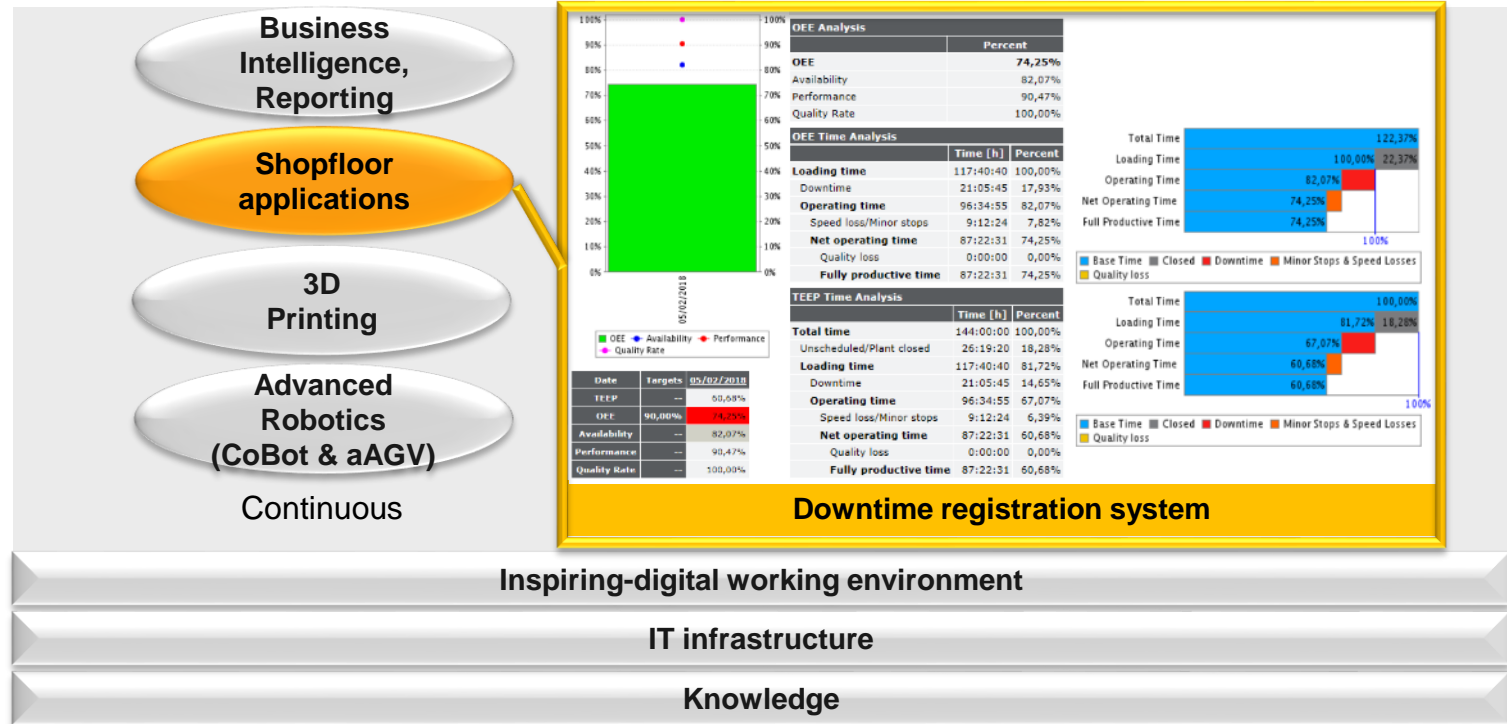 Business
Intelligence,
Reporting
Shopfloor
applications
3D
Printing
Advanced
Robotics
(CoBot & aAGV)
Continuous
100% 100%
90% 90%
80% 80%
70% 70%
60% 60%
50% 50%
40% 40%
30% 30%
20% 20%
10% 10%
0% 0%
05/02/2018
OEE Availability Performance
Quality Rate
Date Targets 05/02/2018
TEEP -- 60,68%
OEE 90,00% 74,25%
Availability -- 82,07%
Performance -- 90,47%
Quality Rate -- 100,00%
OEE Analysis
Percent
OEE 74,25%
Availability 82,07%
Performance 90,47%
Quality Rate 100,00%
OEE Time Analysis
Time [h] Percent
Loading time 117:40:40 100,00%
Downtime 21:05:45 17,93%
Operating time 96:34:55 82,07%
Speed loss/Minor stops 9:12:24 7,82%
Net operating time 87:22:31 74,25%
Quality loss 0:00:00 0,00%
Fully productive time 87:22:31 74,25%
TEEP Time Analysis
Time [h] Percent
Total time 144:00:00 100,00%
Unscheduled/Plant closed 26:19:20 18,28%
Loading time 117:40:40 81,72%
Downtime 21:05:45 14,65%
Operating time 96:34:55 67,07%
Speed loss/Minor stops 9:12:24 6,39%
Net operating time 87:22:31 60,68%
Quality loss 0:00:00 0,00%
Fully productive time 87:22:31 60,68%
Total Time 122,37%
Loading Time 100,00% 22,37%
Operating Time 82,07%
Net Operating Time 74,25%
Full Productive Time 74,25%
100%
Base Time Closed Downtime Minor Stops & Speed Losses
Quality loss
Total Time 100,00%
Loading Time 81,72% 18,28%
Operating Time 67,07%
Net Operating Time 60,68%
Full Productive Time 60,68%
100%
Base Time Closed Downtime Minor Stops & Speed Losses
Quality loss
Downtime registration system
Inspiring-digital working environment
IT infrastructure
Knowledge